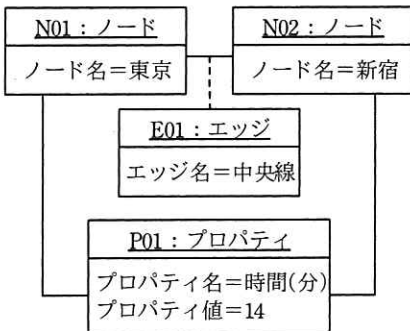 N01：ノード
ノード名＝東京
N02：ノード
ノード名＝新宿
E01：エッジ
エッジ名＝中央線
P01：プロパティ
プロパティ名＝時間(分)
プロパティ値＝14